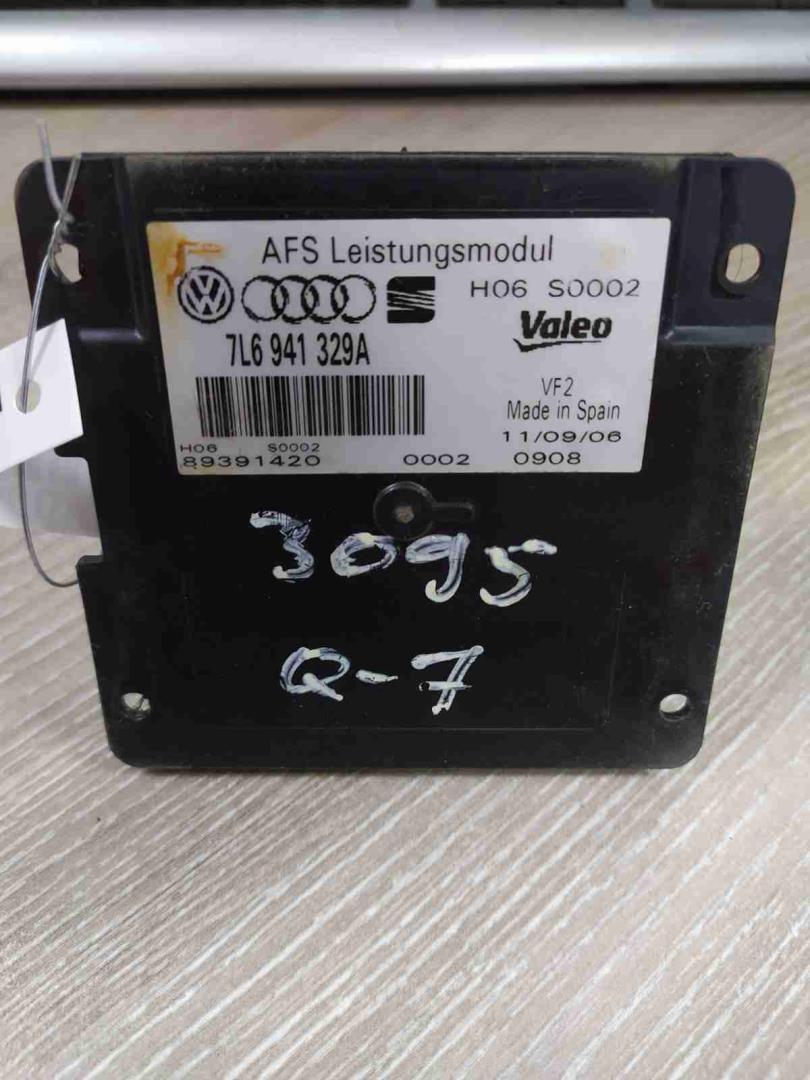 AFS Leistungsmodul
H06 S0002
Valeo
7L6 941 329A
VF2
Made in Spain
11/09/06
H06 S0002
89391420 0002 0908
3095
Q-7